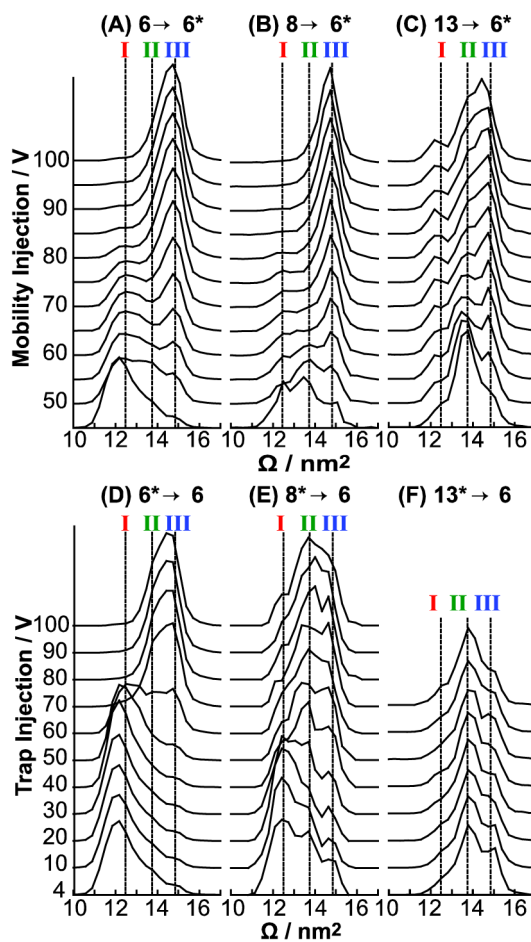 (A) 6→ 6* (B) 8→ 6* (C) 13→ 6*
I II III I II III I II III
Mobility Injection / V
100
90
80
70
60
50
10 12 14 16 10 12 14 16 10 12 14 16
Ω / nm2 Ω / nm2
(D) 6*→ 6 (E) 8*→ 6 (F) 13*→ 6
I II III I II III
I II III
Trap Injection / V
100
90
80
70
60
50
40
30
20
10
4
10 12 14 16 10 12 14 16 10 12 14 16
Ω / nm2 Ω / nm2